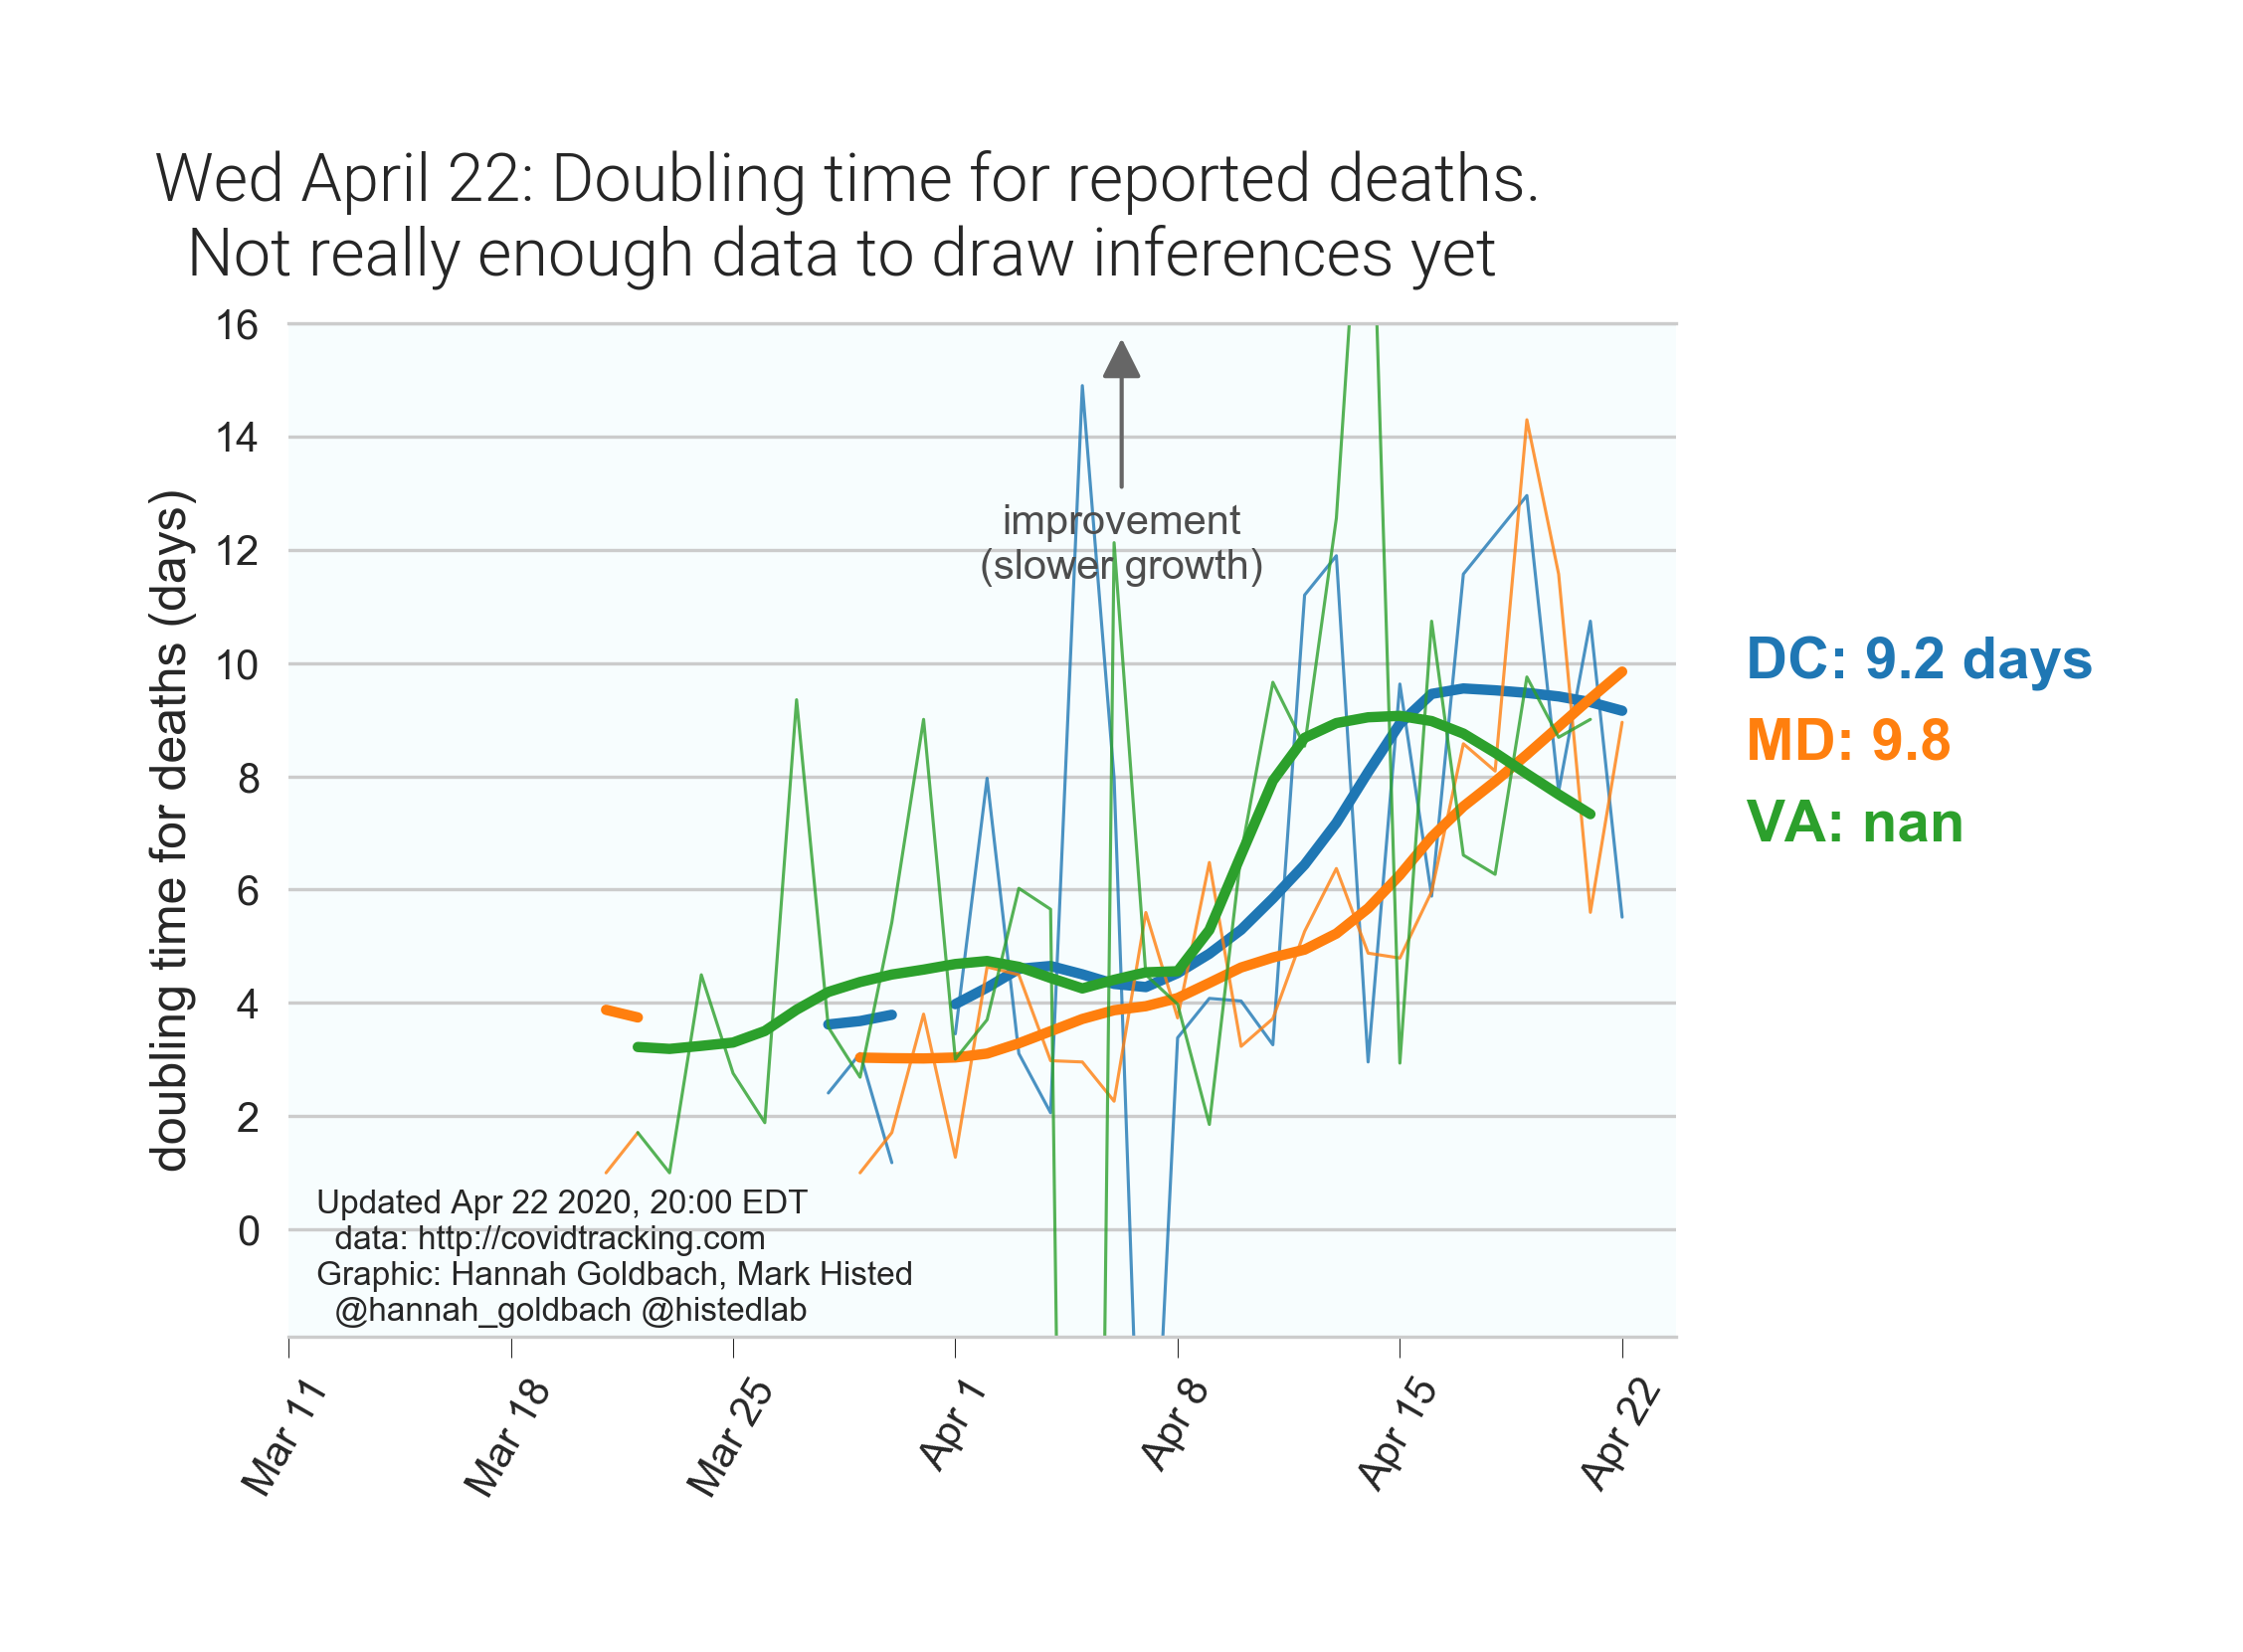 Wed April 22: Doubling time for reported deaths.
Not really enough data to draw inferences yet
doubling time for deaths (days)
16
14
12
10
8
6
4
2
0
improvement
(slower growth)
DC: 9.2 days
MD: 9.8
VA: nan
Updated Apr 22 2020, 20:00 EDT
data: http://covidtracking.com
Graphic: Hannah Goldbach, Mark Histed
@hannah_goldbach @histedlab
Mar 11
Mar 18
Mar 25
Apr 1
Apr 8
Apr 15
Apr 22